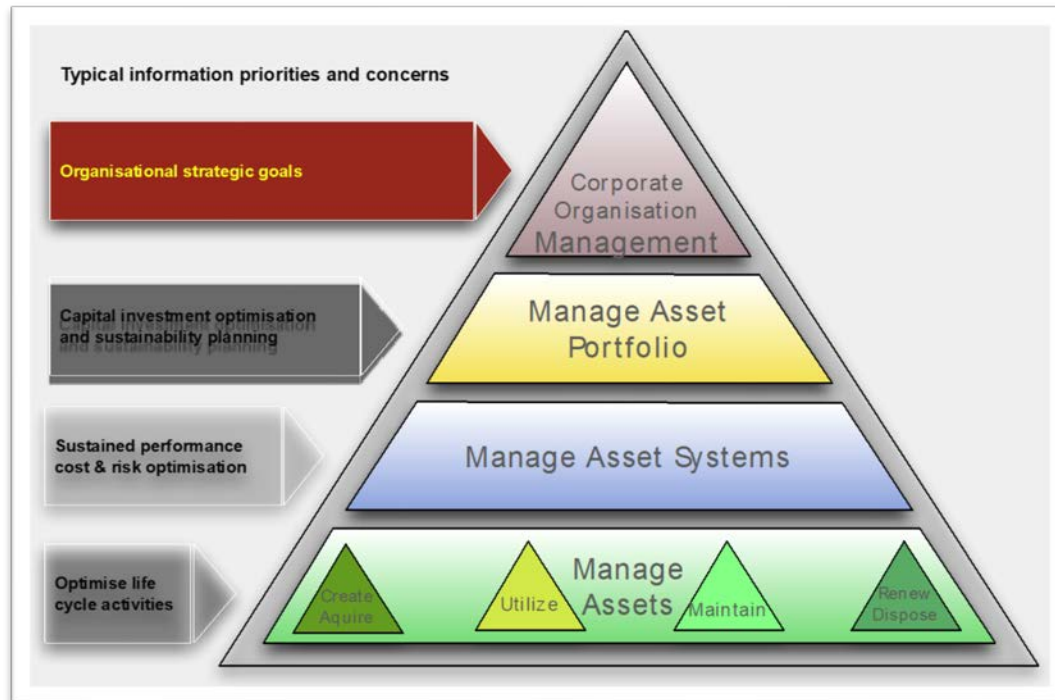 Typical information priorities and concerns
Organisational strategic goals
Corporate
Organisation
Management
Capital investment optimisation
and sustainability planning
Manage Asset
Portfolio
Sustained performance
cost & risk optimisation
Manage Asset Systems
Optimise life
cycle activities
Manage
Assets
Create
Aquire
Utilize
Maintain
Renew
Dispose